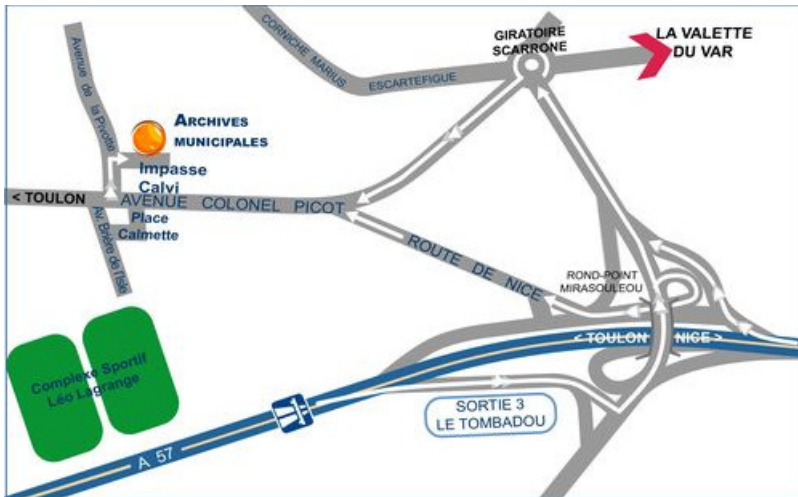 GIRATOIRE
SCARRONE
LA VALETTE
DU VAR
CORNICHE MARIUS
ESCARTEFIGUE
Avenue de la Pivotte
ARCHIVES
MUNICIPALES
Impasse
Calvi
< TOULON
AVENUE COLONEL PICOT
Place
Calmette
Av. Brière de l'Isle
ROUTE DE NICE
ROND-POINT
MIRASOULEOU
< TOULON
NICE >
Complexe Sportif
Léo Lagrange
SORTIE 3
LE TOMBADOU
A 57